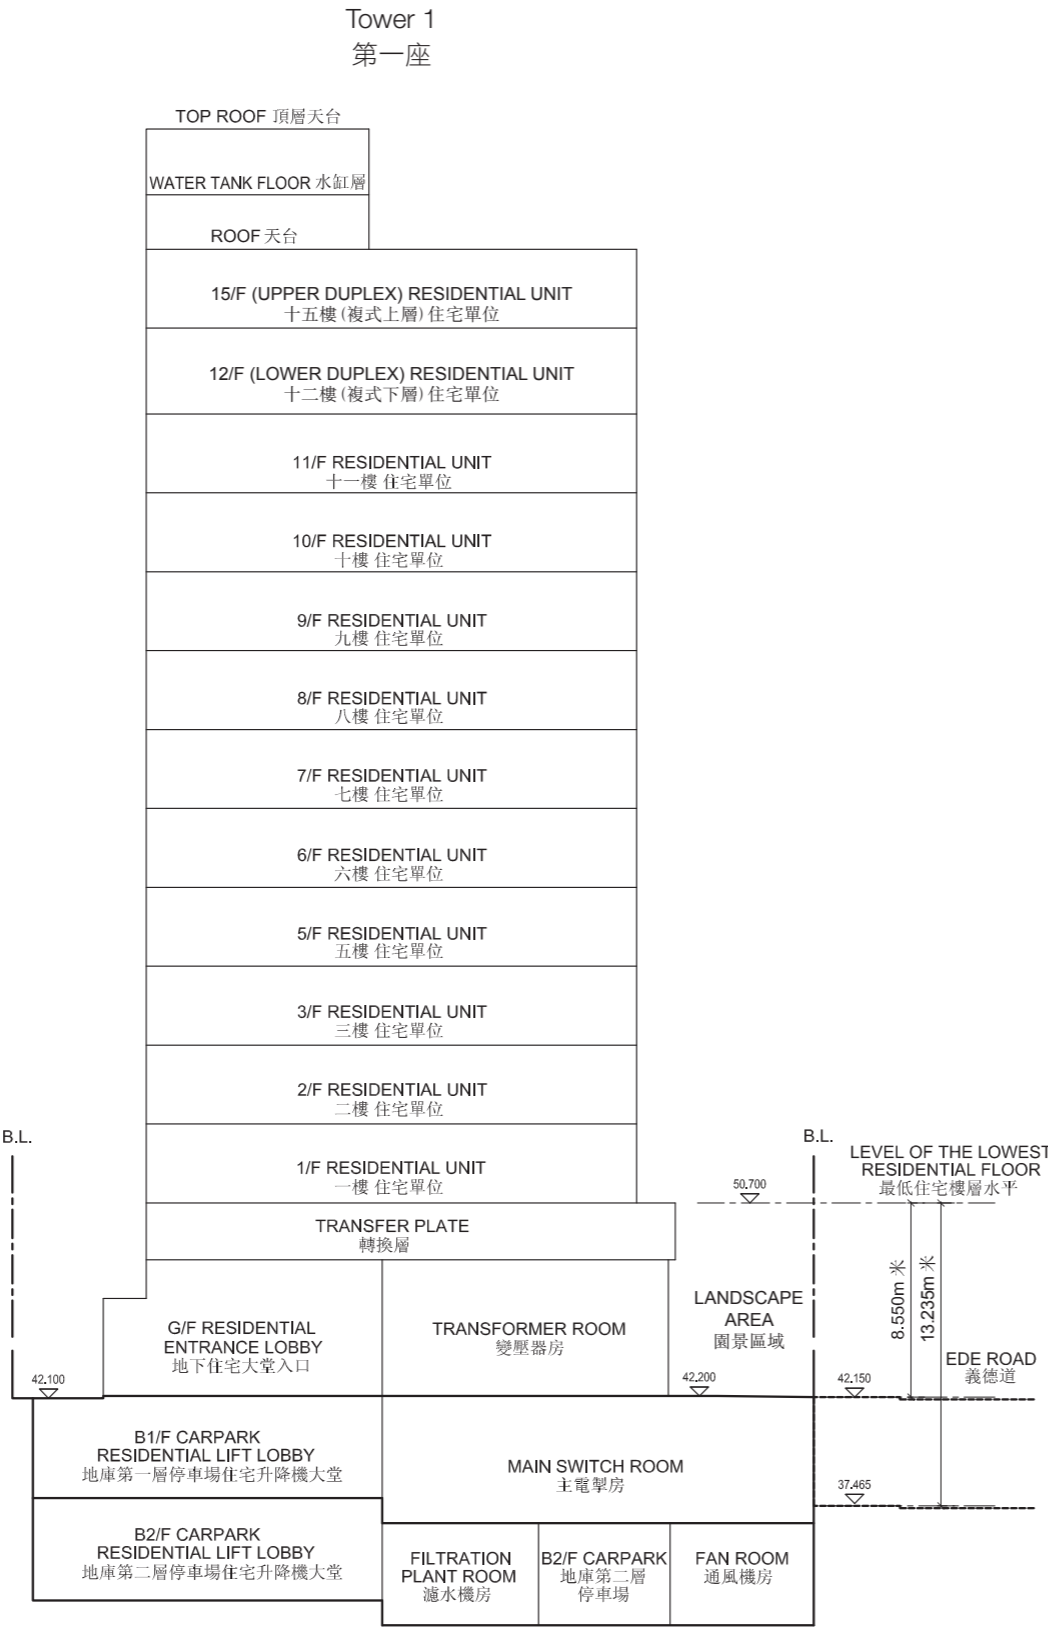 Tower 1
第一座
TOP ROOF 頂層天台
WATER TANK FLOOR 水缸層
ROOF 天台
15/F (UPPER DUPLEX) RESIDENTIAL UNIT
十五樓 (複式上層) 住宅單位
12/F (LOWER DUPLEX) RESIDENTIAL UNIT
十二樓 (複式下層) 住宅單位
11/F RESIDENTIAL UNIT
十一樓 住宅單位
10/F RESIDENTIAL UNIT
十樓 住宅單位
9/F RESIDENTIAL UNIT
九樓 住宅單位
8/F RESIDENTIAL UNIT
八樓 住宅單位
7/F RESIDENTIAL UNIT
七樓 住宅單位
6/F RESIDENTIAL UNIT
六樓 住宅單位
5/F RESIDENTIAL UNIT
五樓 住宅單位
3/F RESIDENTIAL UNIT
三樓 住宅單位
2/F RESIDENTIAL UNIT
二樓 住宅單位
B.L.
B.L.
1/F RESIDENTIAL UNIT
一樓 住宅單位
LEVEL OF THE LOWEST
RESIDENTIAL FLOOR
最低住宅樓層水平
50.700
TRANSFER PLATE
轉換層
8.550m 米
13.235m 米
G/F RESIDENTIAL
ENTRANCE LOBBY
地下住宅大堂入口
TRANSFORMER ROOM
變壓器房
LANDSCAPE
AREA
園景區域
EDE ROAD
義德道
42.100
42.200
42.150
B1/F CARPARK
RESIDENTIAL LIFT LOBBY
地庫第一層停車場住宅升降機大堂
MAIN SWITCH ROOM
主電掣房
37.465
B2/F CARPARK
RESIDENTIAL LIFT LOBBY
地庫第二層停車場住宅升降機大堂
FILTRATION
PLANT ROOM
濾水機房
B2/F CARPARK
地庫第二層
停車場
FAN ROOM
通風機房